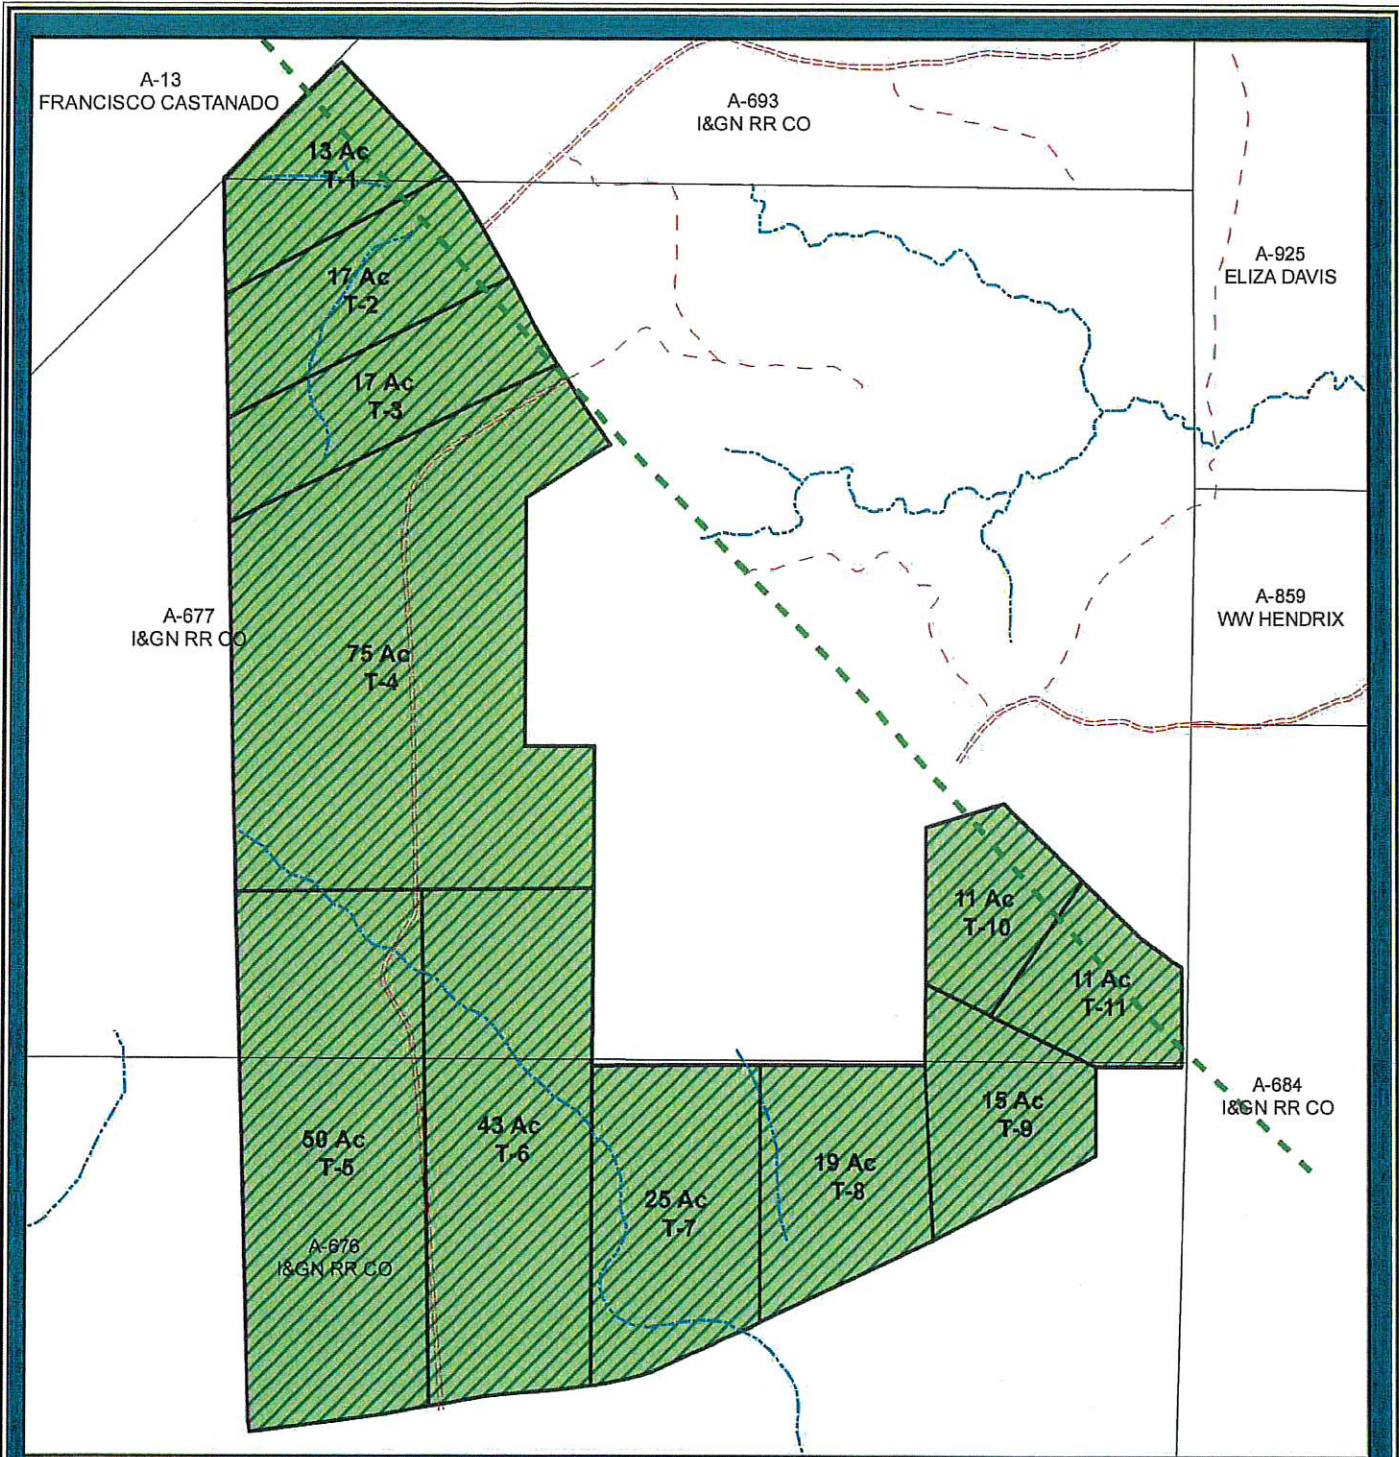 A-13
FRANCISCO CASTANADO
A-693
I&GN RR CO
13 Ac
T-1
A-925
ELIZA DAVIS
17 Ac
T-2
17 Ac
T-3
A-859
WW HENDRIX
A-677
I&GN RR CO
75 Ac
T-4
11 Ac
T-10
11 Ac
T-11
A-684
I&GN RR CO
15 Ac
T-9
43 Ac
T-6
50 Ac
T-5
19 Ac
T-8
25 Ac
T-7
A-676
I&GN RR CO